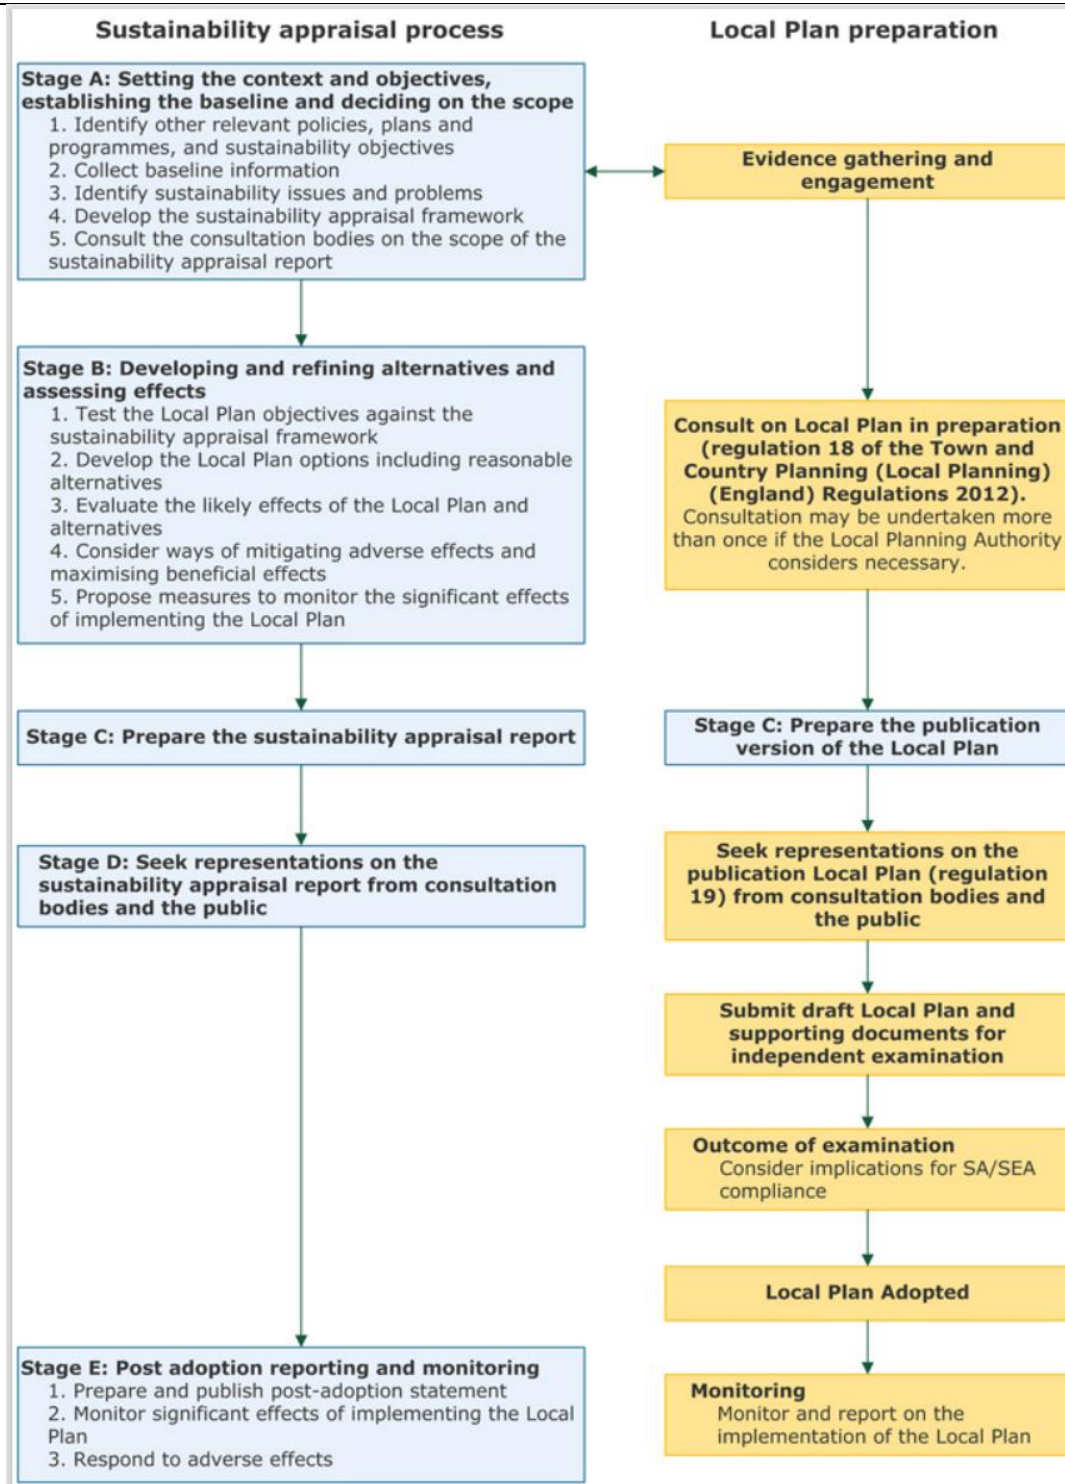 Sustainability appraisal process
Stage A: Setting the context and objectives,
establishing the baseline and deciding on the scope
1. Identify other relevant policies, plans and
programmes, and sustainability objectives
2. Collect baseline information
3. Identify sustainability issues and problems
4. Develop the sustainability appraisal framework
5. Consult the consultation bodies on the scope of the
sustainability appraisal report
Stage B: Developing and refining alternatives and
assessing effects
1. Test the Local Plan objectives against the
sustainability appraisal framework
2. Develop the Local Plan options including reasonable
alternatives
3. Evaluate the likely effects of the Local Plan and
alternatives
4. Consider ways of mitigating adverse effects and
maximising beneficial effects
5. Propose measures to monitor the significant effects
of implementing the Local Plan
Stage C: Prepare the sustainability appraisal report
Stage D: Seek representations on the
sustainability appraisal report from consultation
bodies and the public
Stage E: Post adoption reporting and monitoring
1. Prepare and publish post-adoption statement
2. Monitor significant effects of implementing the Local
Plan
3. Respond to adverse effects
Local Plan preparation
Evidence gathering and
engagement
Consult on Local Plan in preparation
(regulation 18 of the Town and
Country Planning (Local Planning)
(England) Regulations 2012).
Consultation may be undertaken more
than once if the Local Planning Authority
considers necessary.
Stage C: Prepare the publication
version of the Local Plan
Seek representations on the
publication Local Plan (regulation
19) from consultation bodies and
the public
Submit draft Local Plan and
supporting documents for
independent examination
Outcome of examination
Consider implications for SA/SEA
compliance
Local Plan Adopted
Monitoring
Monitor and report on the
implementation of the Local Plan